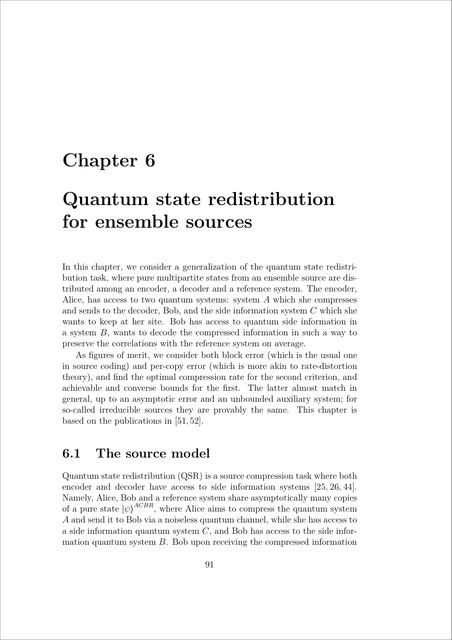 Chapter 6
Quantum state redistribution
for ensemble sources
In this chapter, we consider a generalization of the quantum state redistri-
bution task, where pure multipartite states from an ensemble source are dis-
tributed among an encoder, a decoder and a reference system. The encoder,
Alice, has access to two quantum systems: system A which she compresses
and sends to the decoder, Bob, and the side information system C which she
wants to keep at her site. Bob has access to quantum side information in
a system B, wants to decode the compressed information in such a way to
preserve the correlations with the reference system on average.
As figures of merit, we consider both block error (which is the usual one
in source coding) and per-copy error (which is more akin to rate-distortion
theory), and find the optimal compression rate for the second criterion, and
achievable and converse bounds for the first. The latter almost match in
general, up to an asymptotic error and an unbounded auxiliary system; for
so-called irreducible sources they are provably the same. This chapter is
based on the publications in [51,52].
6.1 The source model
Quantum state redistribution (QSR) is a source compression task where both
encoder and decoder have access to side information systems [25, 26, 44].
Namely, Alice, Bob and a reference system share asymptotically many copies
of a pure state |ψ⟩^{ACBR}, where Alice aims to compress the quantum system
A and send it to Bob via a noiseless quantum channel, while she has access to
a side information quantum system C, and Bob has access to the side infor-
mation quantum system B. Bob upon receiving the compressed information
91